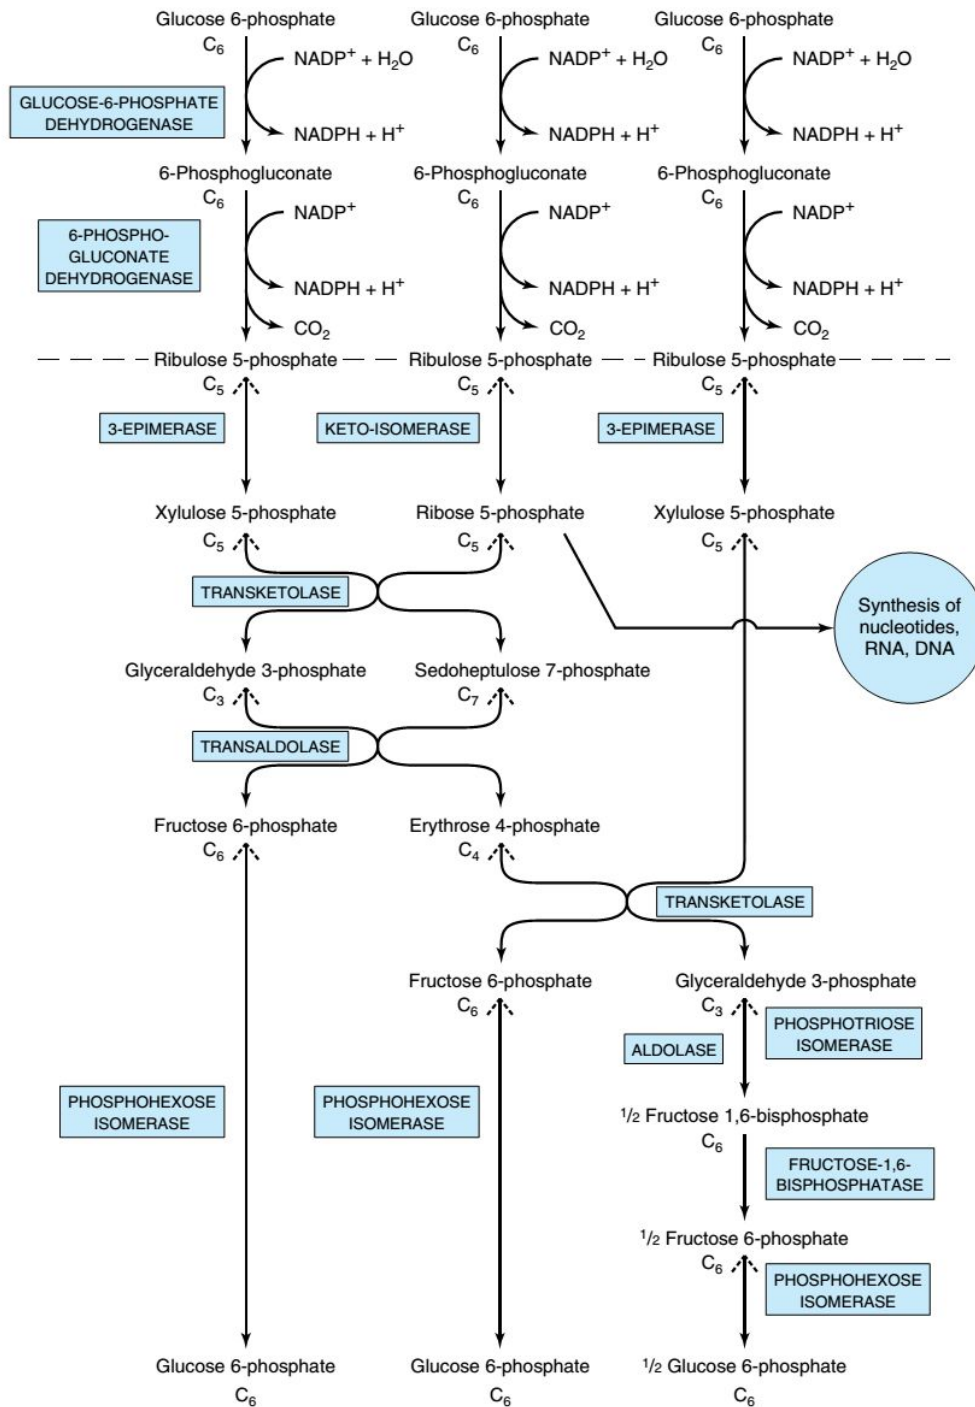 Glucose 6-phosphate Glucose 6-phosphate Glucose 6-phosphate
C₆ C₆ C₆
NADP⁺ + H₂O NADP⁺ + H₂O NADP⁺ + H₂O
GLUCOSE-6-PHOSPHATE
DEHYDROGENASE
NADPH + H⁺ NADPH + H⁺ NADPH + H⁺
6-Phosphogluconate 6-Phosphogluconate 6-Phosphogluconate
C₆ C₆ C₆
NADP⁺ NADP⁺ NADP⁺
6-PHOSPHO-
GLUCONATE
DEHYDROGENASE
NADPH + H⁺ NADPH + H⁺ NADPH + H⁺
CO₂ CO₂ CO₂
Ribulose 5-phosphate Ribulose 5-phosphate Ribulose 5-phosphate
C₅ C₅ C₅
3-EPIMERASE KETO-ISOMERASE 3-EPIMERASE
Xylulose 5-phosphate Ribose 5-phosphate Xylulose 5-phosphate
C₅ C₅ C₅
TRANSKETOLASE
Synthesis of
nucleotides,
RNA, DNA
Glyceraldehyde 3-phosphate Sedoheptulose 7-phosphate
C₃ C₇
TRANSALDOLASE
Fructose 6-phosphate Erythrose 4-phosphate
C₆ C₄
TRANSKETOLASE
Fructose 6-phosphate Glyceraldehyde 3-phosphate
C₆ C₃
ALDOLASE
PHOSPHOTRIOSE
ISOMERASE
PHOSPHOHEXOSE
ISOMERASE
PHOSPHOHEXOSE
ISOMERASE
1/2 Fructose 1,6-bisphosphate
C₆
FRUCTOSE-1,6-
BISPHOSPHATASE
1/2 Fructose 6-phosphate
C₆
PHOSPHOHEXOSE
ISOMERASE
Glucose 6-phosphate Glucose 6-phosphate 1/2 Glucose 6-phosphate
C₆ C₆ C₆